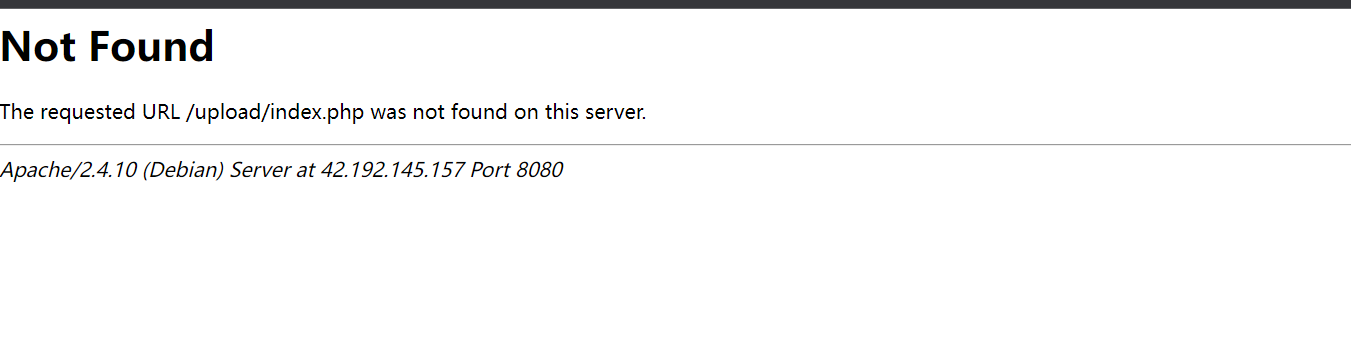 Not Found
The requested URL /upload/index.php was not found on this server.
Apache/2.4.10 (Debian) Server at 42.192.145.157 Port 8080